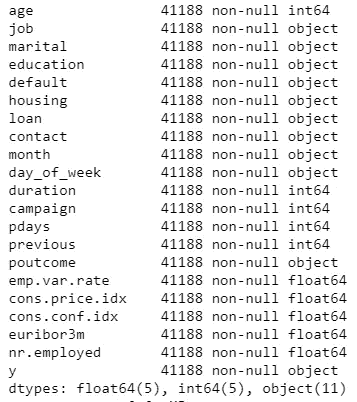 age 41188 non-null int64
job 41188 non-null object
marital 41188 non-null object
education 41188 non-null object
default 41188 non-null object
housing 41188 non-null object
loan 41188 non-null object
contact 41188 non-null object
month 41188 non-null object
day_of_week 41188 non-null object
duration 41188 non-null int64
campaign 41188 non-null int64
pdays 41188 non-null int64
previous 41188 non-null int64
poutcome 41188 non-null object
emp.var.rate 41188 non-null float64
cons.price.idx 41188 non-null float64
cons.conf.idx 41188 non-null float64
euribor3m 41188 non-null float64
nr.employed 41188 non-null float64
y 41188 non-null object
dtypes: float64(5), int64(5), object(11)